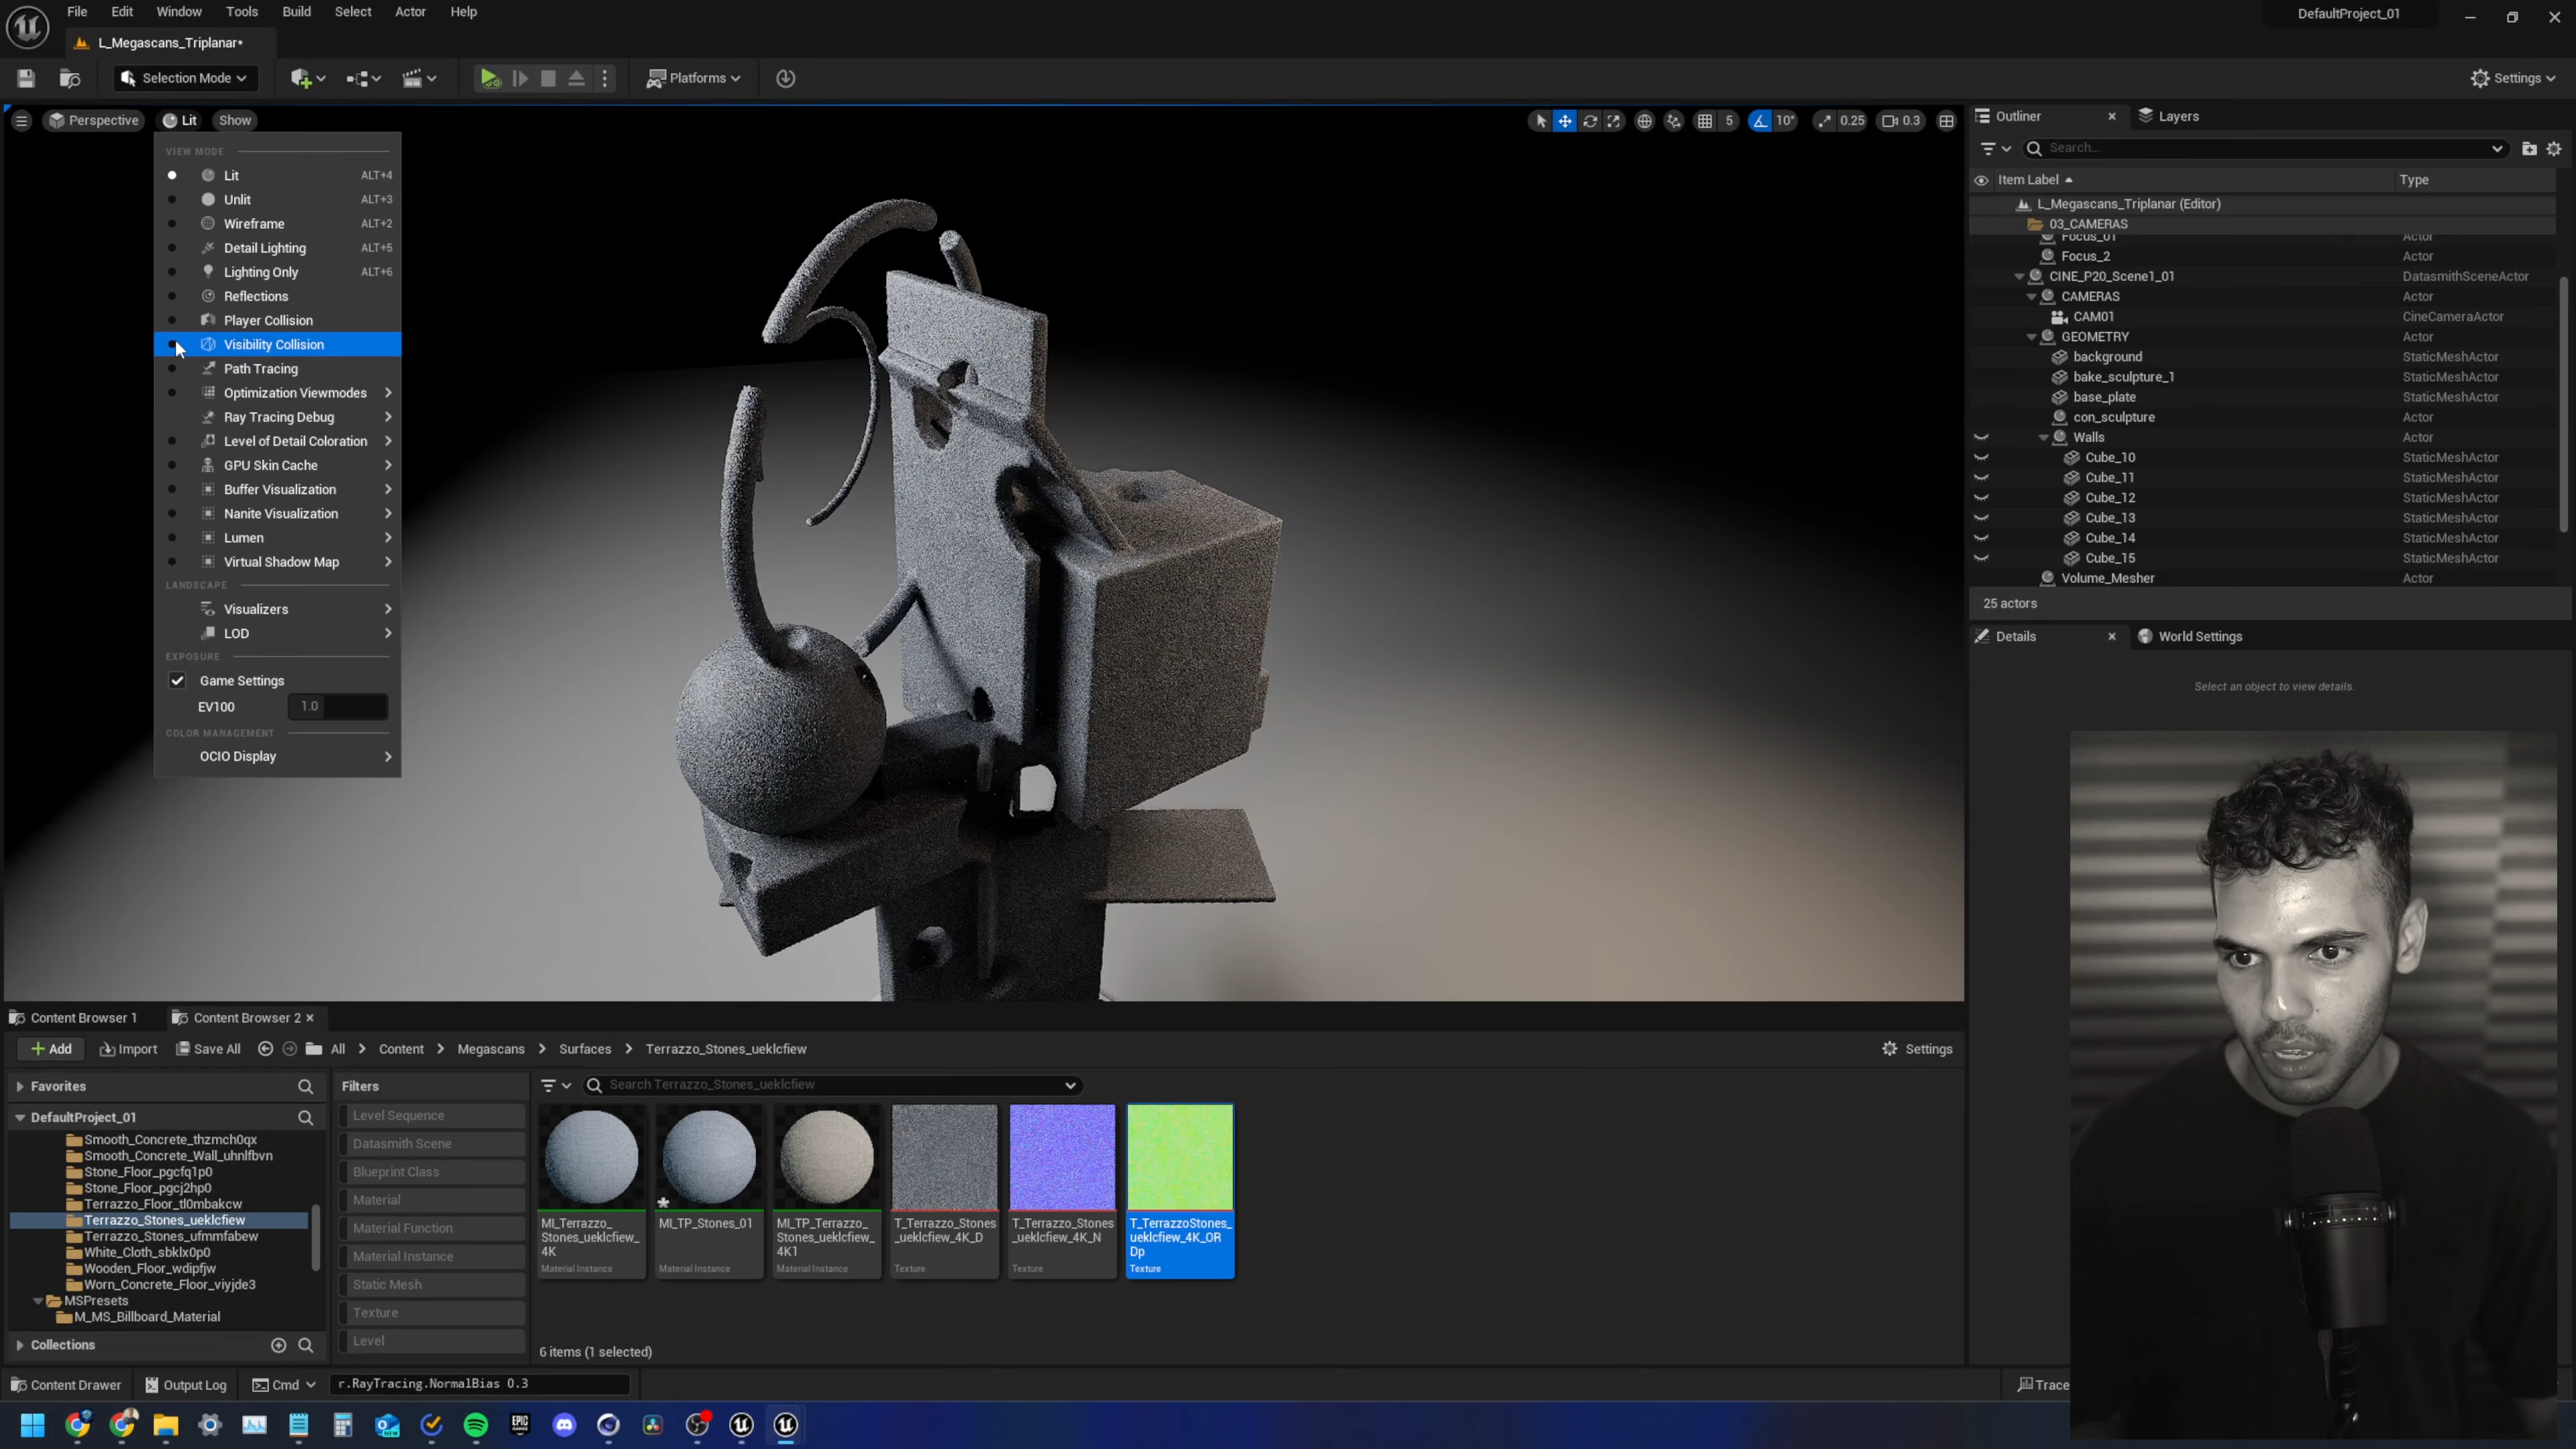 File Edit Window Tools Build Select Actor Help
DefaultProject_01
L_Megascans_Triplanar*
Selection Mode
Platforms
Settings
Perspective Lit Show
5 10° 0.25 0.3
VIEW MODE
Lit ALT+4
Unlit ALT+3
Wireframe ALT+2
Detail Lighting ALT+5
Lighting Only ALT+6
Reflections
Player Collision
Visibility Collision
Path Tracing
Optimization Viewmodes
Ray Tracing Debug
Level of Detail Coloration
GPU Skin Cache
Buffer Visualization
Nanite Visualization
Lumen
Virtual Shadow Map
LANDSCAPE
Visualizers
LOD
EXPOSURE
Game Settings
EV100 1.0
COLOR MANAGEMENT
OCIO Display
Outliner Layers
Search...
Item Label Type
L_Megascans_Triplanar (Editor)
03_CAMERAS
Focus_01 Actor
Focus_2 Actor
CINE_P20_Scene1_01 DatasmithSceneActor
CAMERAS Actor
CAM01 CineCameraActor
GEOMETRY Actor
background StaticMeshActor
bake_sculpture_1 StaticMeshActor
base_plate StaticMeshActor
con_sculpture Actor
Walls Actor
Cube_10 StaticMeshActor
Cube_11 StaticMeshActor
Cube_12 StaticMeshActor
Cube_13 StaticMeshActor
Cube_14 StaticMeshActor
Cube_15 StaticMeshActor
Volume_Mesher Actor
25 actors
Details World Settings
Select an object to view details.
Content Browser 1 Content Browser 2
Add Import Save All All Content Megascans Surfaces Terrazzo_Stones_ueklcfiew Settings
Favorites
DefaultProject_01
Smooth_Concrete_thzmch0qx
Smooth_Concrete_Wall_uhnlfbvn
Stone_Floor_pgcfq1p0
Stone_Floor_pgcj2hp0
Terrazzo_Floor_tl0mbakcw
Terrazzo_Stones_ueklcfiew
Terrazzo_Stones_ufmmfabew
White_Cloth_sbklx0p0
Wooden_Floor_wdipfjw
Worn_Concrete_Floor_viyjde3
MSPresets
M_MS_Billboard_Material
Collections
Filters
Level Sequence
Datasmith Scene
Blueprint Class
Material
Material Function
Material Instance
Static Mesh
Texture
Level
Search Terrazzo_Stones_ueklcfiew
MI_Terrazzo_
Stones_ueklcfiew_
4K
Material Instance
MI_TP_Stones_01
Material Instance
MI_TP_Terrazzo_
Stones_ueklcfiew_
4K1
Material Instance
T_Terrazzo_Stones
_ueklcfiew_4K_D
Texture
T_Terrazzo_Stones
_ueklcfiew_4K_N
Texture
T_TerrazzoStones_
ueklcfiew_4K_OR
Dp
Texture
6 items (1 selected)
Content Drawer Output Log Cmd r.RayTracing.NormalBias 0.3
Trace
EPIC
GAMES
NEW